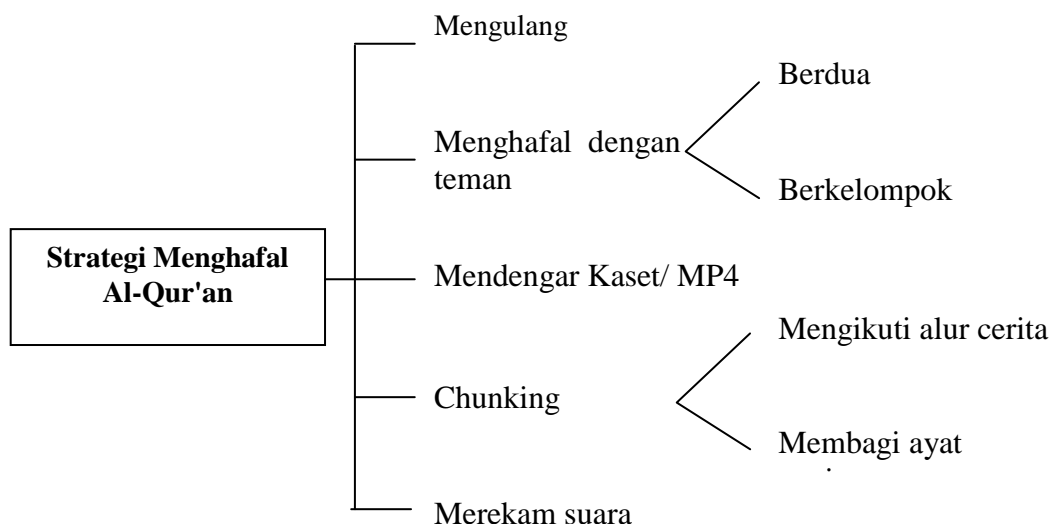 Mengulang
Berdua
Menghafal dengan
teman
Berkelompok
Strategi Menghafal
Al-Qur'an
Mendengar Kaset/ MP4
Mengikuti alur cerita
Chunking
Membagi ayat
Merekam suara